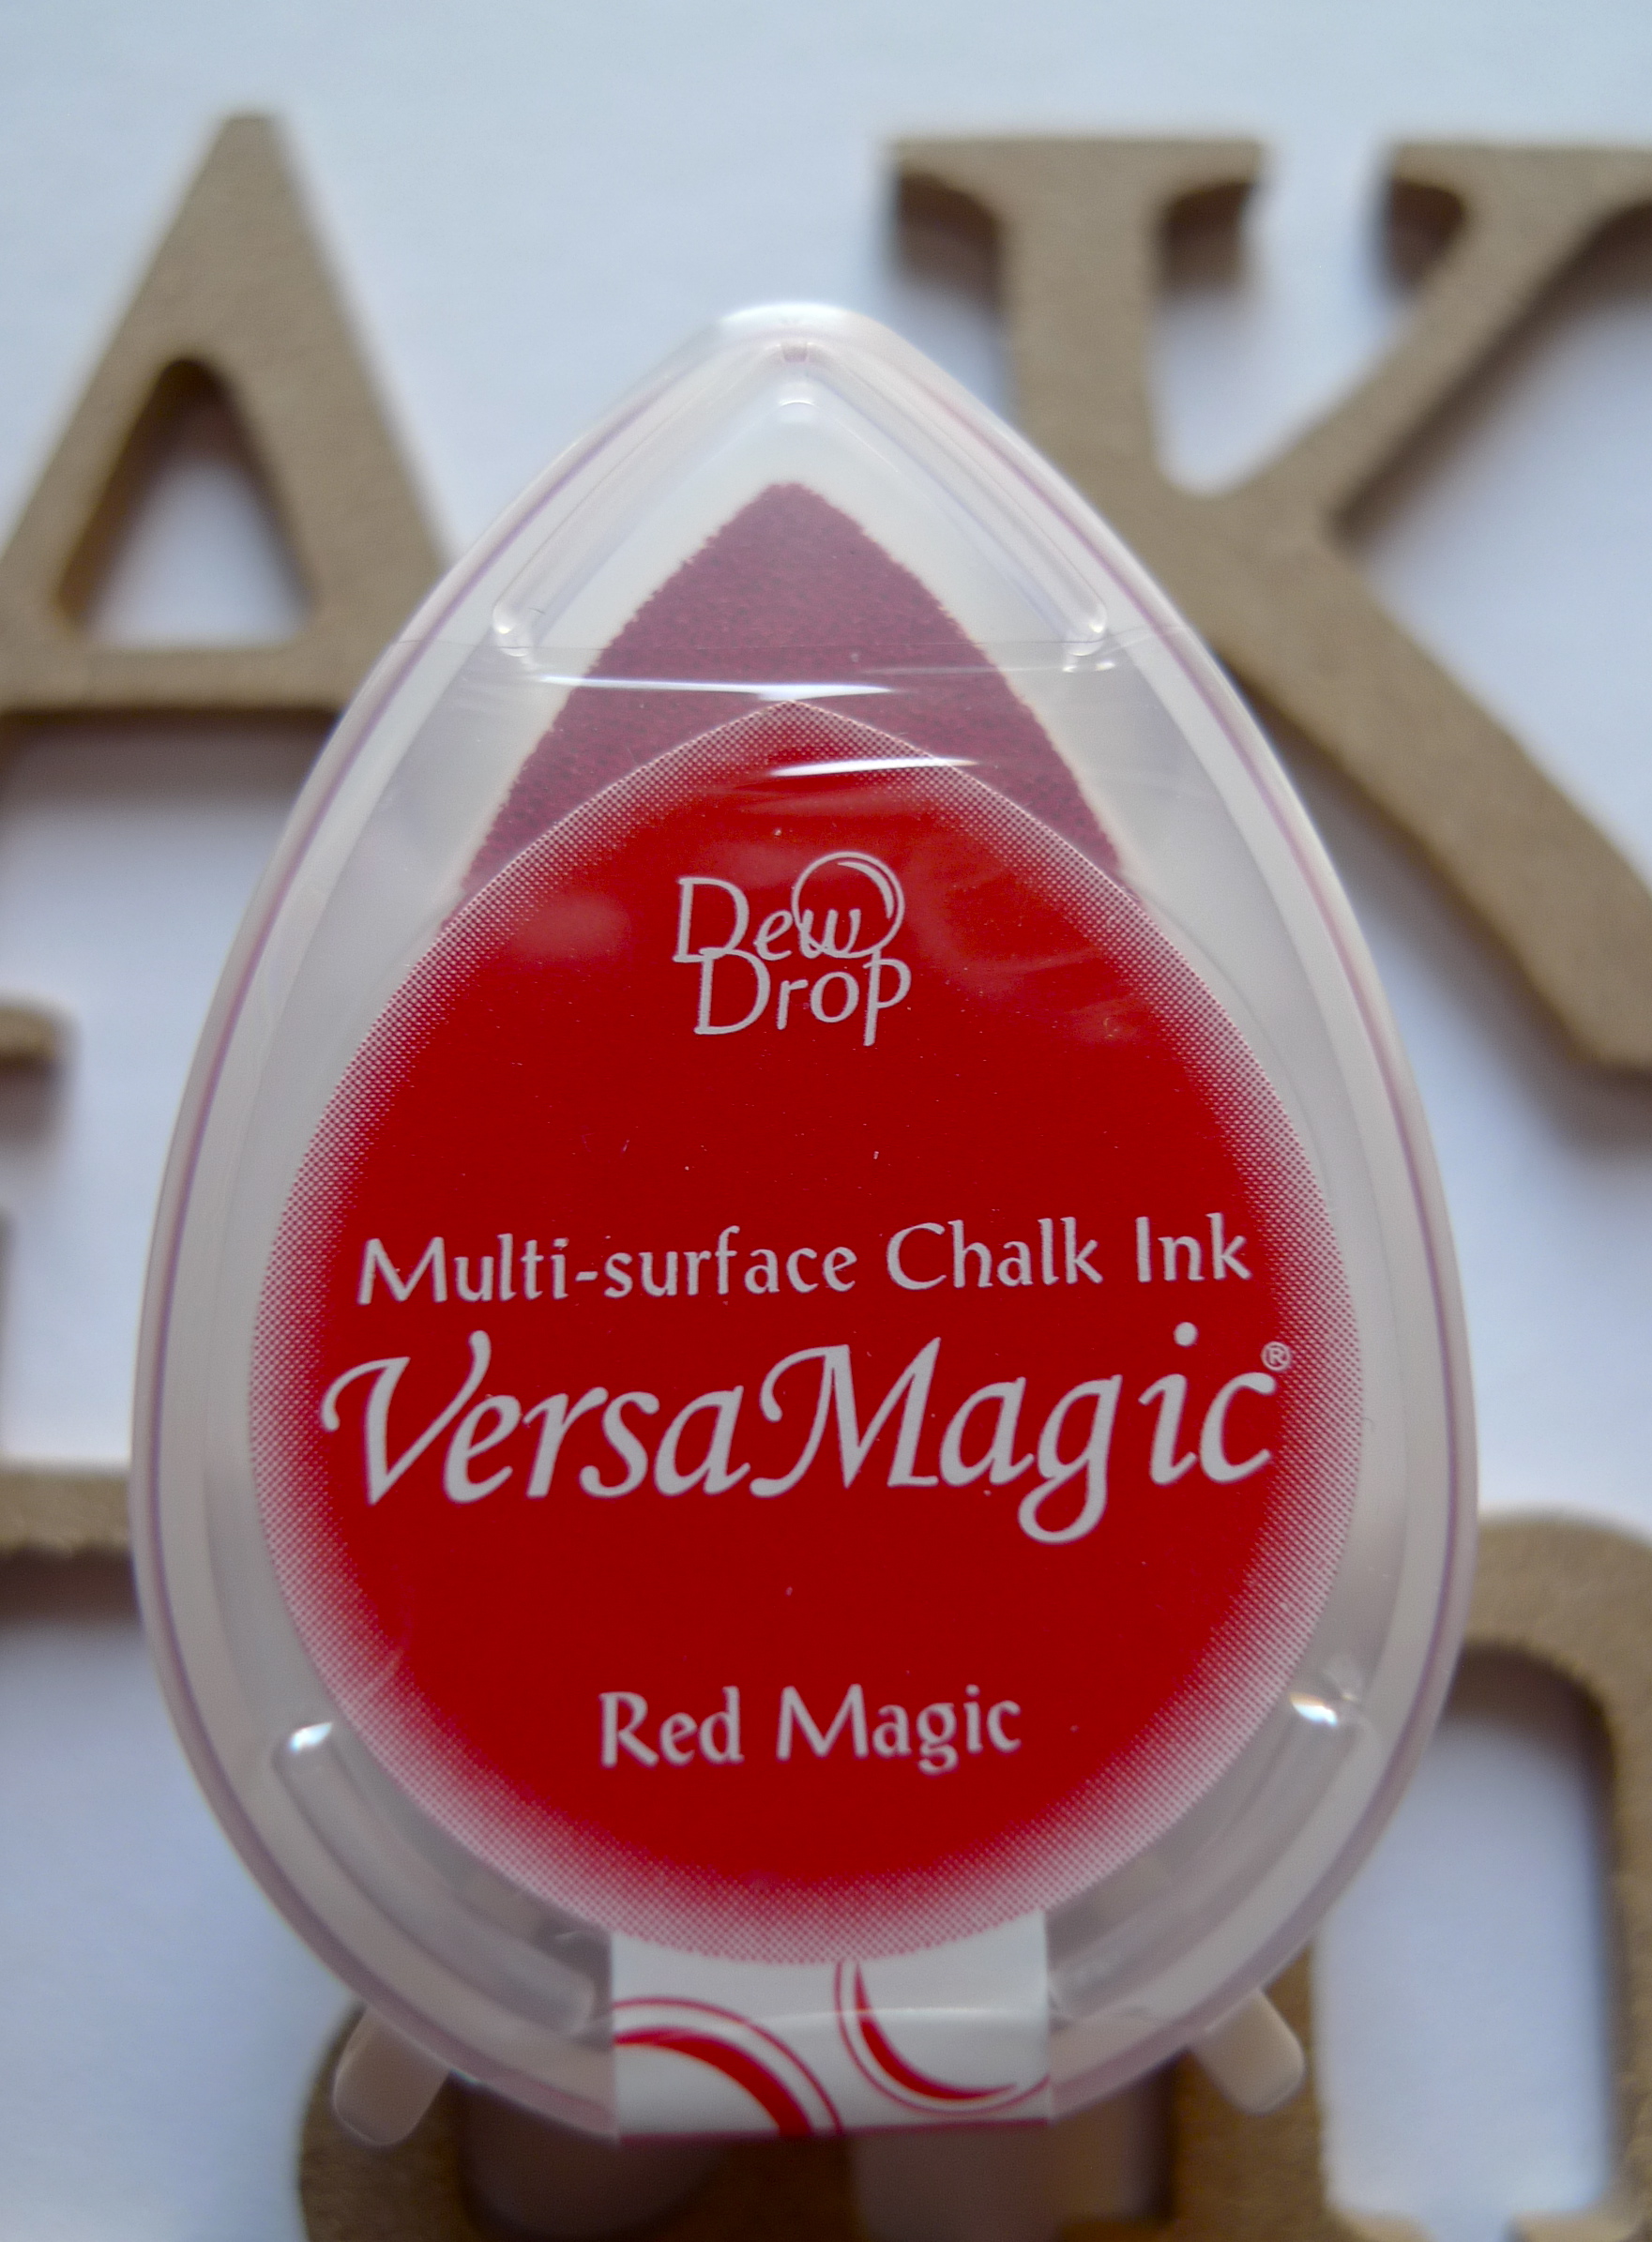 A K
Dew
Drop
Multi-surface Chalk Ink
VersaMagic®
Red Magic